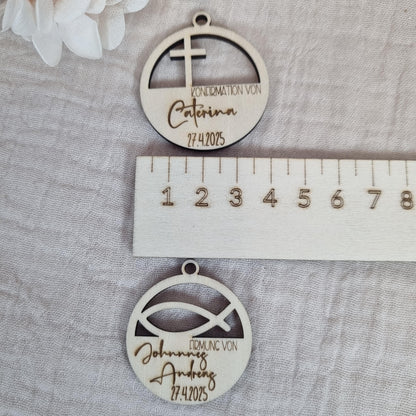 KONFIRMATION VON
Caterina
27.4.2025
1 2 3 4 5 6 7 8
FIRMUNG VON
Johannes
Andreas
27.4.2025